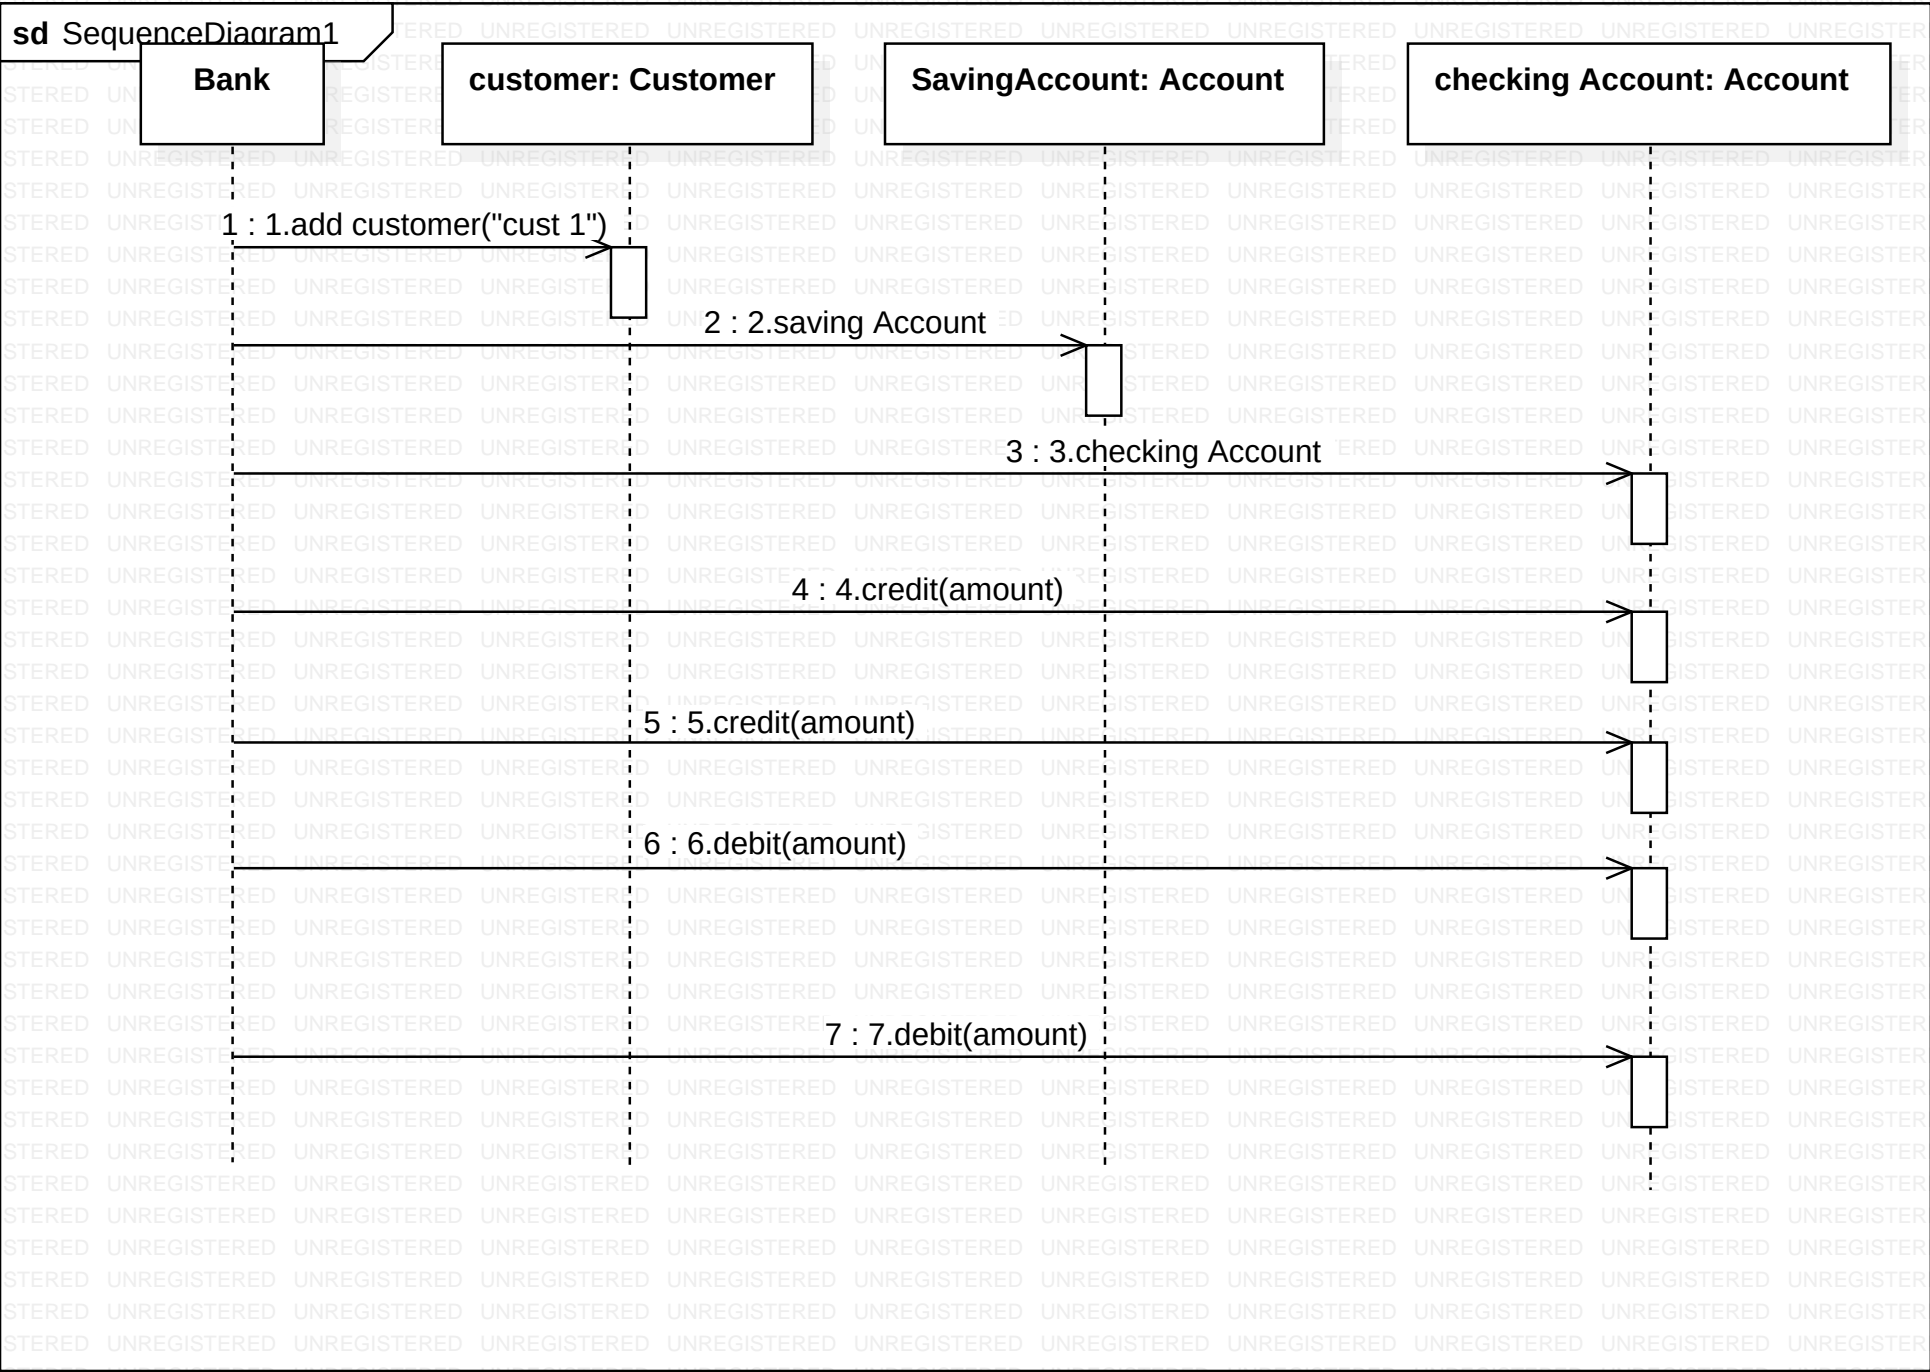 sd SequenceDiagram1
Bank
customer: Customer
SavingAccount: Account
checking Account: Account
1 : 1.add customer("cust 1")
2 : 2.saving Account
3 : 3.checking Account
4 : 4.credit(amount)
5 : 5.credit(amount)
6 : 6.debit(amount)
7 : 7.debit(amount)
UNREGISTERED